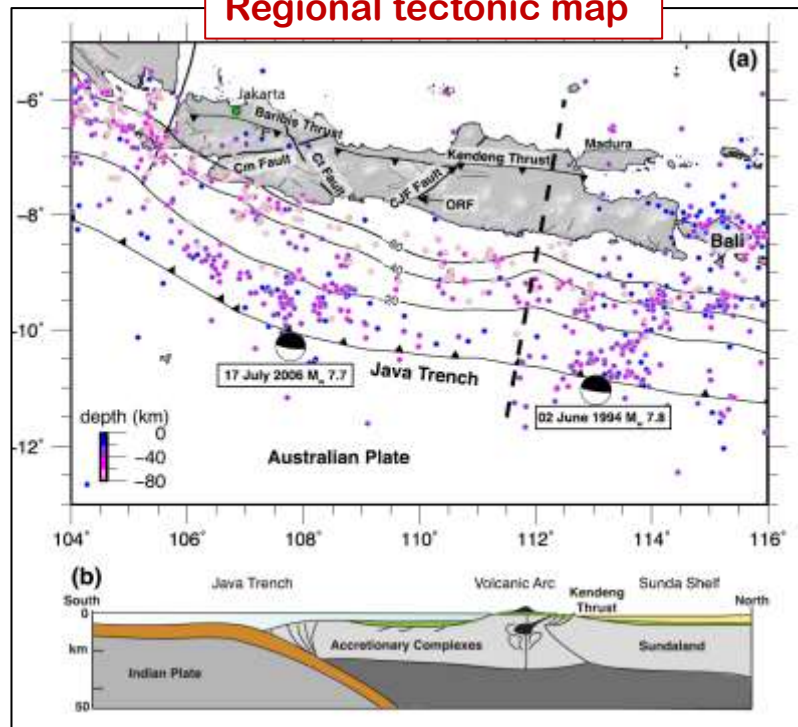 Regional tectonic map
(a)
Jakarta
Baribis Thrust
Cm Fault
Ct Fault
CJF Fault
ORF
Kendeng Thrust
Madura
Bali
60
40
20
−6°
−8°
−10°
−12°
17 July 2006 Mw 7.7
Java Trench
02 June 1994 Mw 7.8
depth (km)
0
−40
−80
Australian Plate
104° 106° 108° 110° 112° 114° 116°
(b)
Java Trench Volcanic Arc Sunda Shelf
South Kendeng Thrust North
0
km
50
Accretionary Complexes
Sundaland
Indian Plate